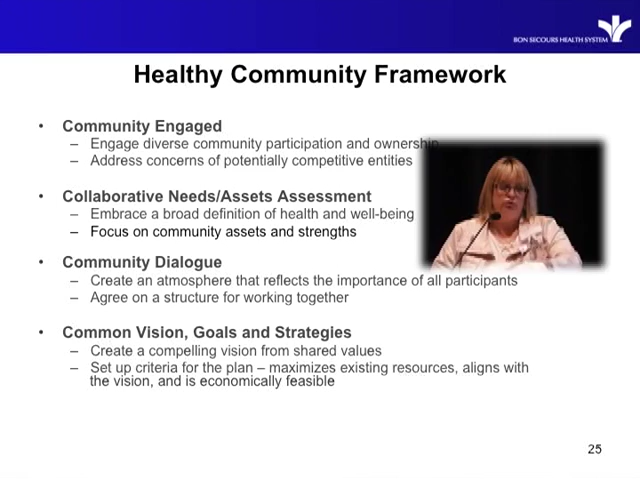 BON SECOURS HEALTH SYSTEM
Healthy Community Framework
• Community Engaged
– Engage diverse community participation and ownership
– Address concerns of potentially competitive entities
• Collaborative Needs/Assets Assessment
– Embrace a broad definition of health and well-being
– Focus on community assets and strengths
• Community Dialogue
– Create an atmosphere that reflects the importance of all participants
– Agree on a structure for working together
• Common Vision, Goals and Strategies
– Create a compelling vision from shared values
– Set up criteria for the plan – maximizes existing resources, aligns with
the vision, and is economically feasible
25